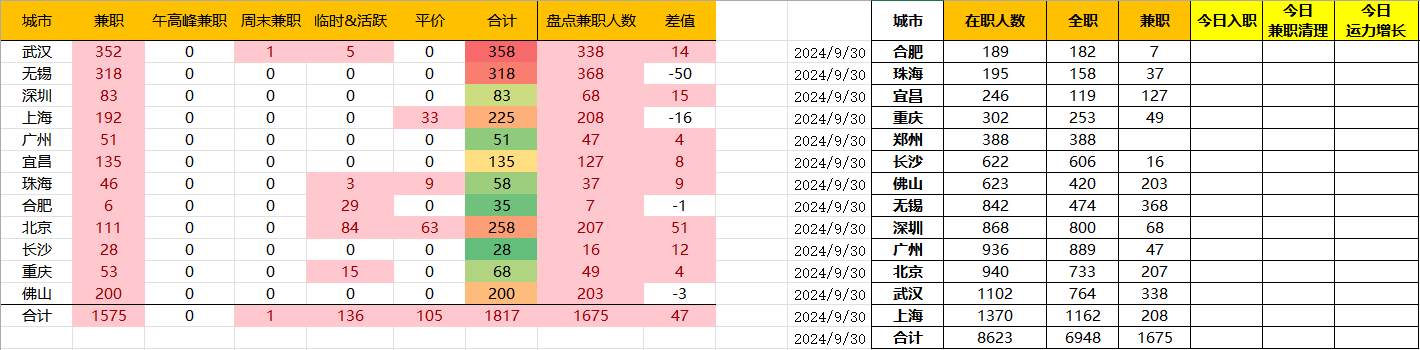 城市 兼职 午高峰兼职 周末兼职 临时&活跃 平价 合计 盘点兼职人数 差值
武汉 352 0 1 5 0 358 338 14
无锡 318 0 0 0 0 318 368 -50
深圳 83 0 0 0 0 83 68 15
上海 192 0 0 0 33 225 208 -16
广州 51 0 0 0 0 51 47 4
宜昌 135 0 0 0 0 135 127 8
珠海 46 0 0 3 9 58 37 9
合肥 6 0 0 29 0 35 7 -1
北京 111 0 0 84 63 258 207 51
长沙 28 0 0 0 0 28 16 12
重庆 53 0 0 15 0 68 49 4
佛山 200 0 0 0 0 200 203 -3
合计 1575 0 1 136 105 1817 1675 47
城市 在职人数 全职 兼职 今日入职 今日 今日
兼职清理 运力增长
2024/9/30 合肥 189 182 7
2024/9/30 珠海 195 158 37
2024/9/30 宜昌 246 119 127
2024/9/30 重庆 302 253 49
2024/9/30 郑州 388 388
2024/9/30 长沙 622 606 16
2024/9/30 佛山 623 420 203
2024/9/30 无锡 842 474 368
2024/9/30 深圳 868 800 68
2024/9/30 广州 936 889 47
2024/9/30 北京 940 733 207
2024/9/30 武汉 1102 764 338
2024/9/30 上海 1370 1162 208
2024/9/30 合计 8623 6948 1675